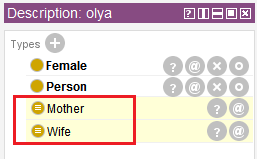 Description: olya
Types
Female
Person
Mother
Wife